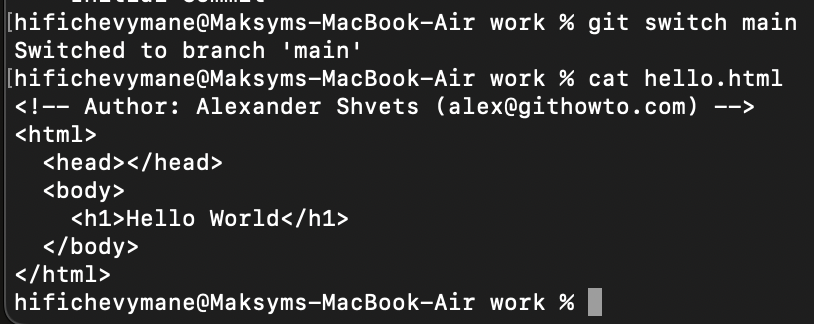 Initial Commit
[hifichevymane@Maksyms-MacBook-Air work % git switch main
Switched to branch 'main'
[hifichevymane@Maksyms-MacBook-Air work % cat hello.html
<!-- Author: Alexander Shvets (alex@githowto.com) -->
<html>
  <head></head>
  <body>
    <h1>Hello World</h1>
  </body>
</html>
hifichevymane@Maksyms-MacBook-Air work %